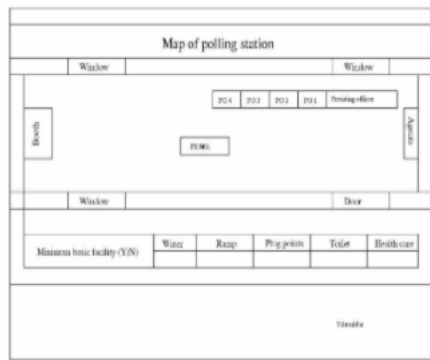 Map of polling station
Window Window
PO 4 PO 3 PO 2 PO 1 Presiding officer
Booth
Agents
Window Door
Minimum basic facility (Y/N) Water Ramp Plug points Toilet Health care